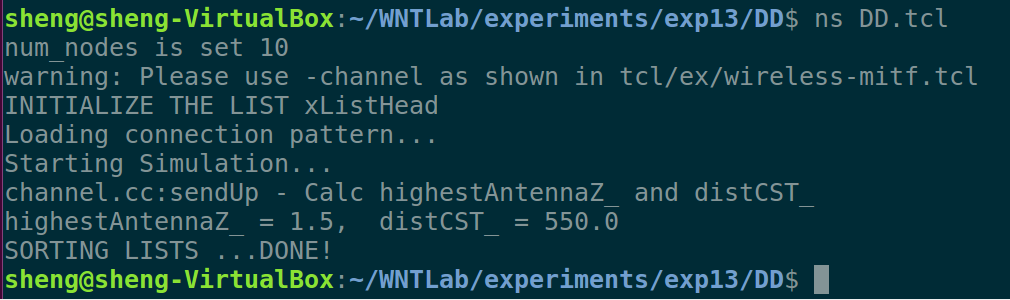 sheng@sheng-VirtualBox:~/WNTLab/experiments/exp13/DD$ ns DD.tcl
num_nodes is set 10
warning: Please use -channel as shown in tcl/ex/wireless-mitf.tcl
INITIALIZE THE LIST xListHead
Loading connection pattern...
Starting Simulation...
channel.cc:sendUp - Calc highestAntennaZ_ and distCST_
highestAntennaZ_ = 1.5,  distCST_ = 550.0
SORTING LISTS ...DONE!
sheng@sheng-VirtualBox:~/WNTLab/experiments/exp13/DD$